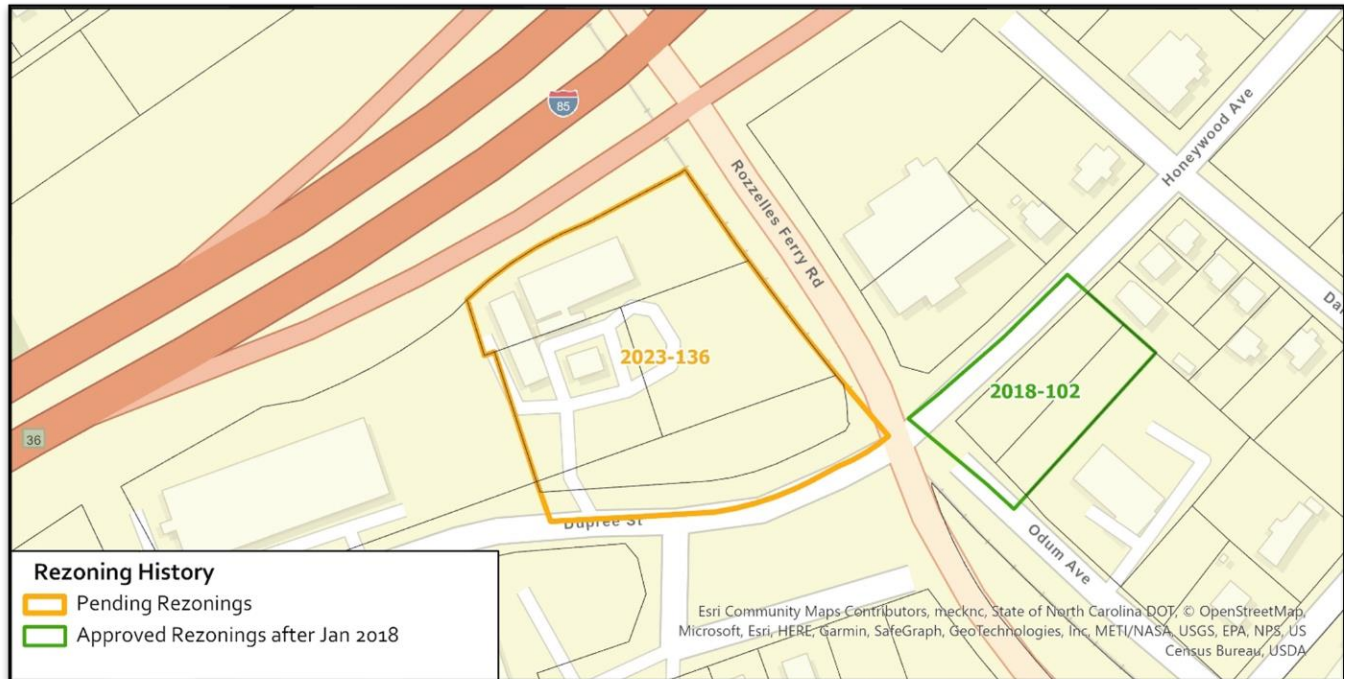 85
Honeywood Ave
Rozzelles Ferry Rd
2023-136
2018-102
36
Dupree St
Odum Ave
Rezoning History
Pending Rezonings
Approved Rezonings after Jan 2018
Esri Community Maps Contributors, mecknc, State of North Carolina DOT, © OpenStreetMap,
Microsoft, Esri, HERE, Garmin, SafeGraph, GeoTechnologies, Inc, METI/NASA, USGS, EPA, NPS, US
Census Bureau, USDA